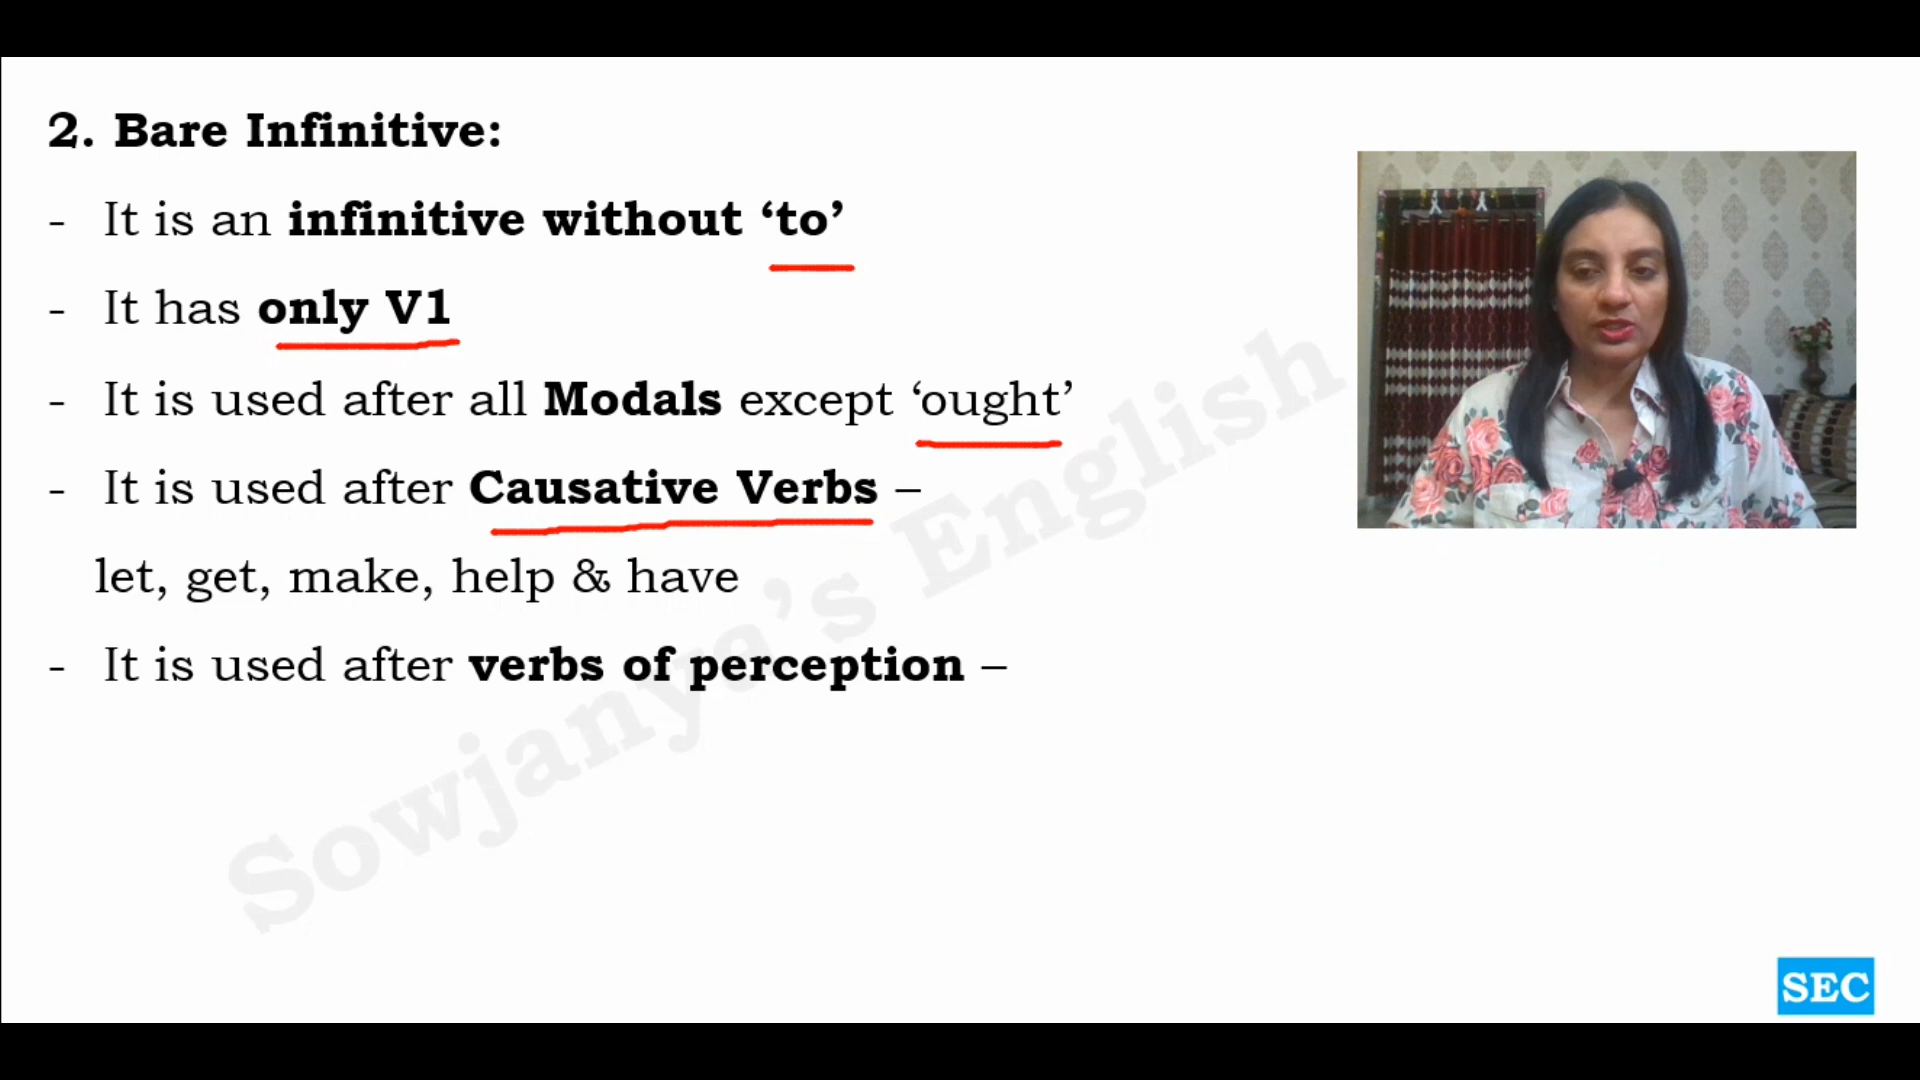 2. Bare Infinitive:
- It is an infinitive without ‘to’
- It has only V1
- It is used after all Modals except ‘ought’
- It is used after Causative Verbs –
let, get, make, help & have
- It is used after verbs of perception –
Sowjanya’s English
SEC